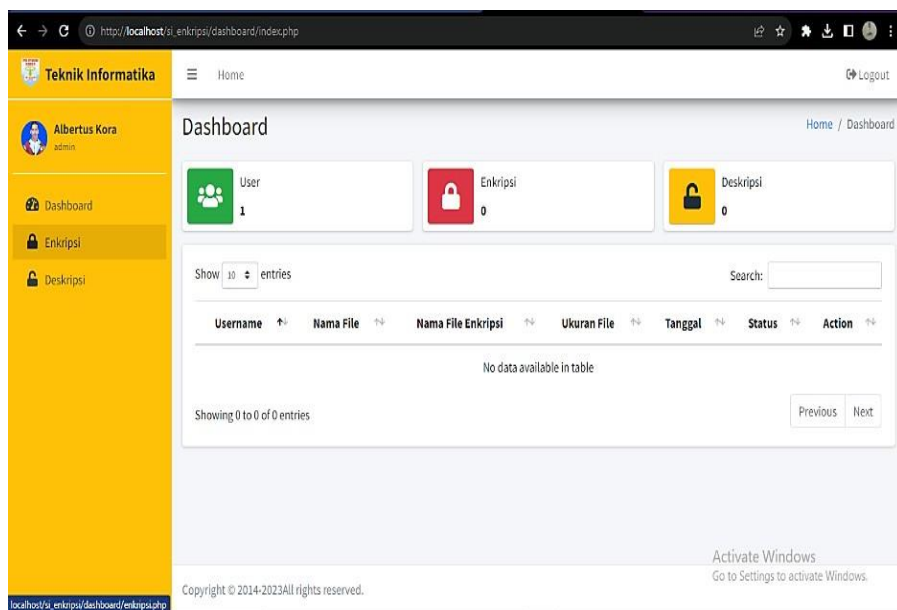 http://localhost/si_enkripsi/dashboard/index.php
Teknik Informatika
Home
Logout
Albertus Kora
admin
Dashboard
Enkripsi
Deskripsi
Dashboard
Home / Dashboard
User
1
Enkripsi
0
Deskripsi
0
Show 10 entries
Search:
Username Nama File Nama File Enkripsi Ukuran File Tanggal Status Action
No data available in table
Showing 0 to 0 of 0 entries
Previous Next
Activate Windows
Go to Settings to activate Windows.
Copyright © 2014-2023All rights reserved.
localhost/si_enkripsi/dashboard/enkripsi.php